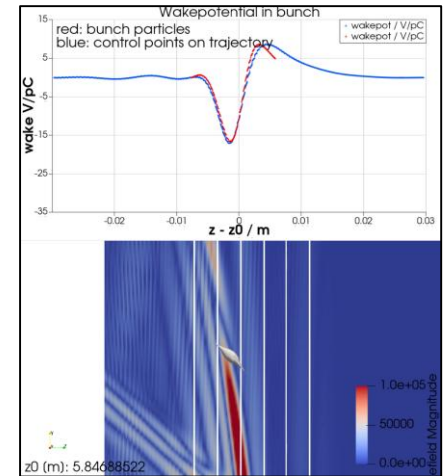 Wakepotential in bunch
red: bunch particles
blue: control points on trajectory
wakepot / V/pC
wakepot / V/pC
wake V/pC
15
5
-5
-15
-25
-35
-0.02
-0.01
0
0.01
0.02
0.03
z - z0 / m
1.0e+05
50000
0.0e+00
field Magnitude
z0 (m): 5.84688522